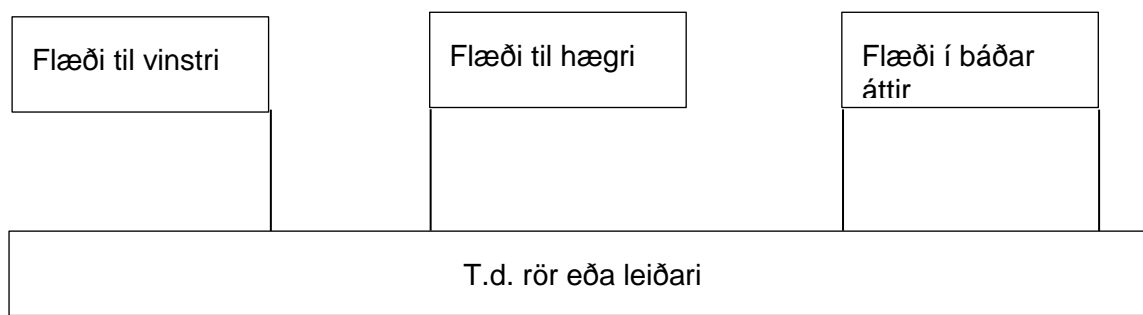 Flæði til vinstri
Flæði til hægri
Flæði í báðar
áttir
T.d. rör eða leiðari